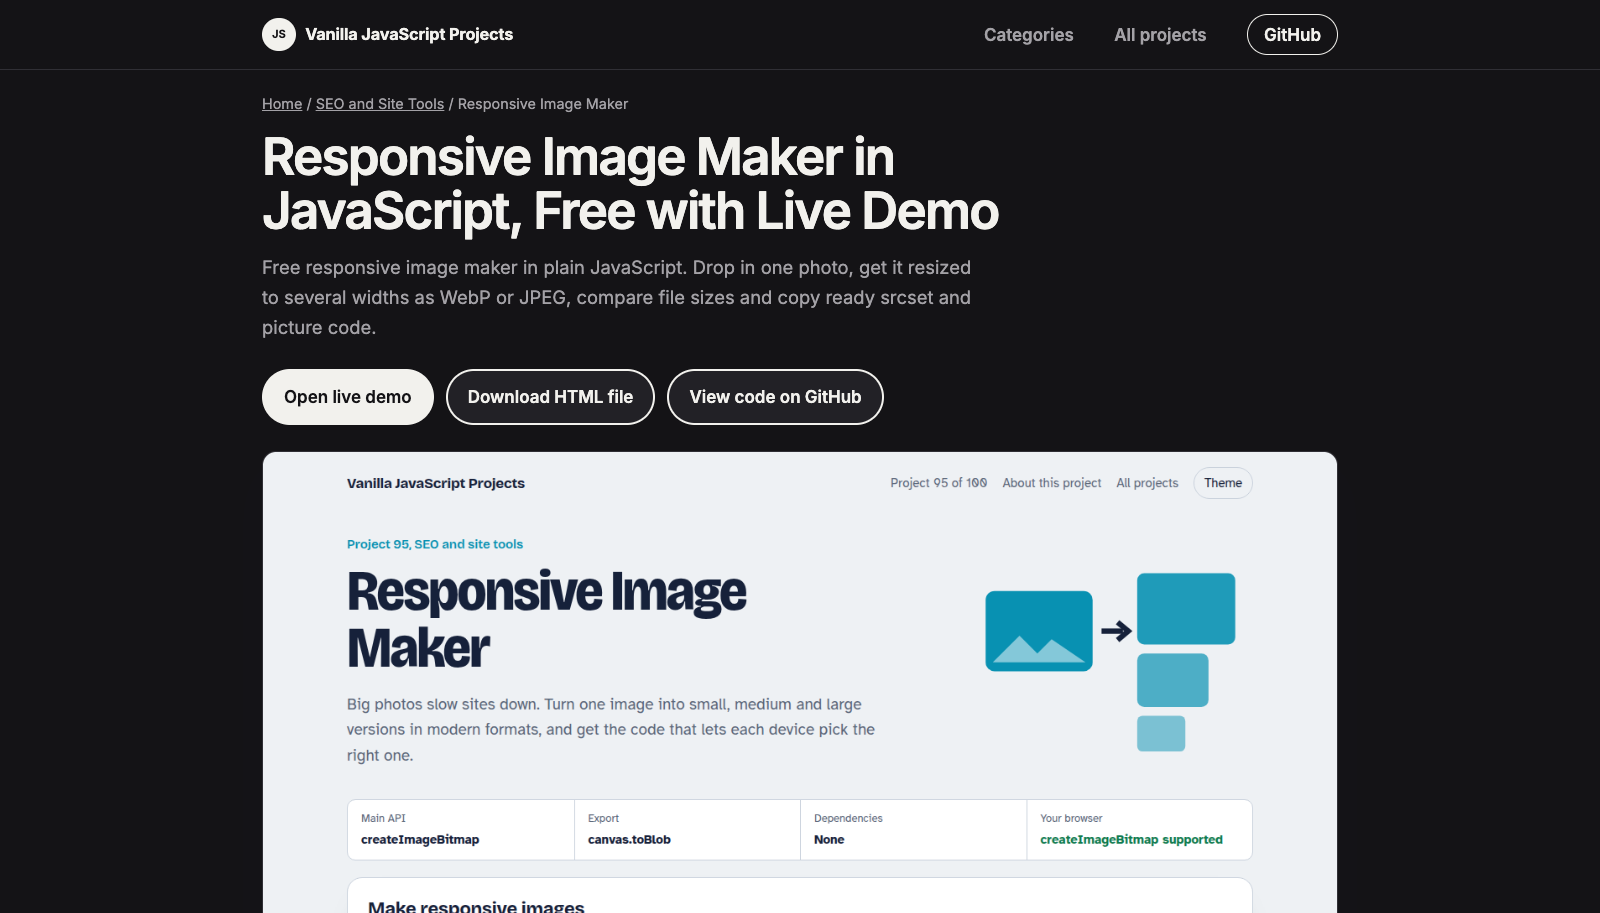 JS Vanilla JavaScript Projects Categories All projects GitHub
Home / SEO and Site Tools / Responsive Image Maker
Responsive Image Maker in
JavaScript, Free with Live Demo
Free responsive image maker in plain JavaScript. Drop in one photo, get it resized
to several widths as WebP or JPEG, compare file sizes and copy ready srcset and
picture code.
Open live demo Download HTML file View code on GitHub
Vanilla JavaScript Projects Project 95 of 100 About this project All projects Theme
Project 95, SEO and site tools
Responsive Image
Maker
Big photos slow sites down. Turn one image into small, medium and large
versions in modern formats, and get the code that lets each device pick the
right one.
Main API Export Dependencies Your browser
createImageBitmap canvas.toBlob None createImageBitmap supported
Make responsive images